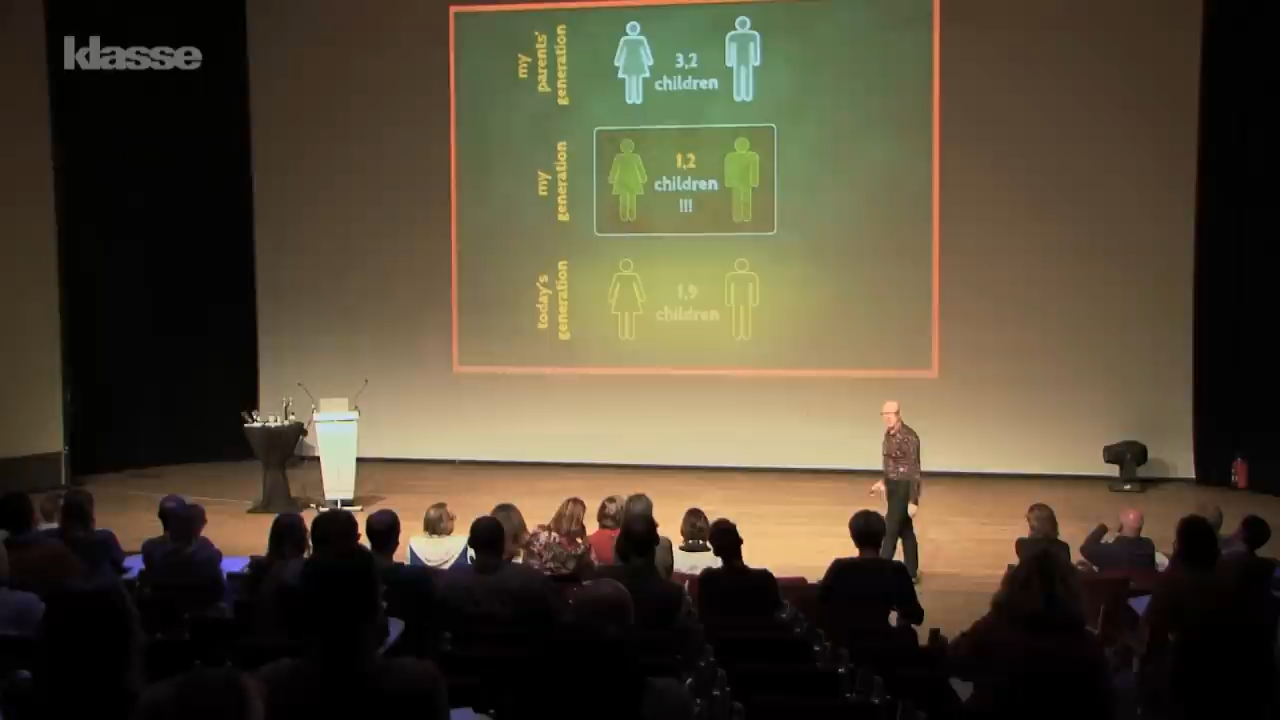 klasse
my
parents'
generation
3,2
children
my
generation
1,2
children
!!!
today's
generation
1,9
children